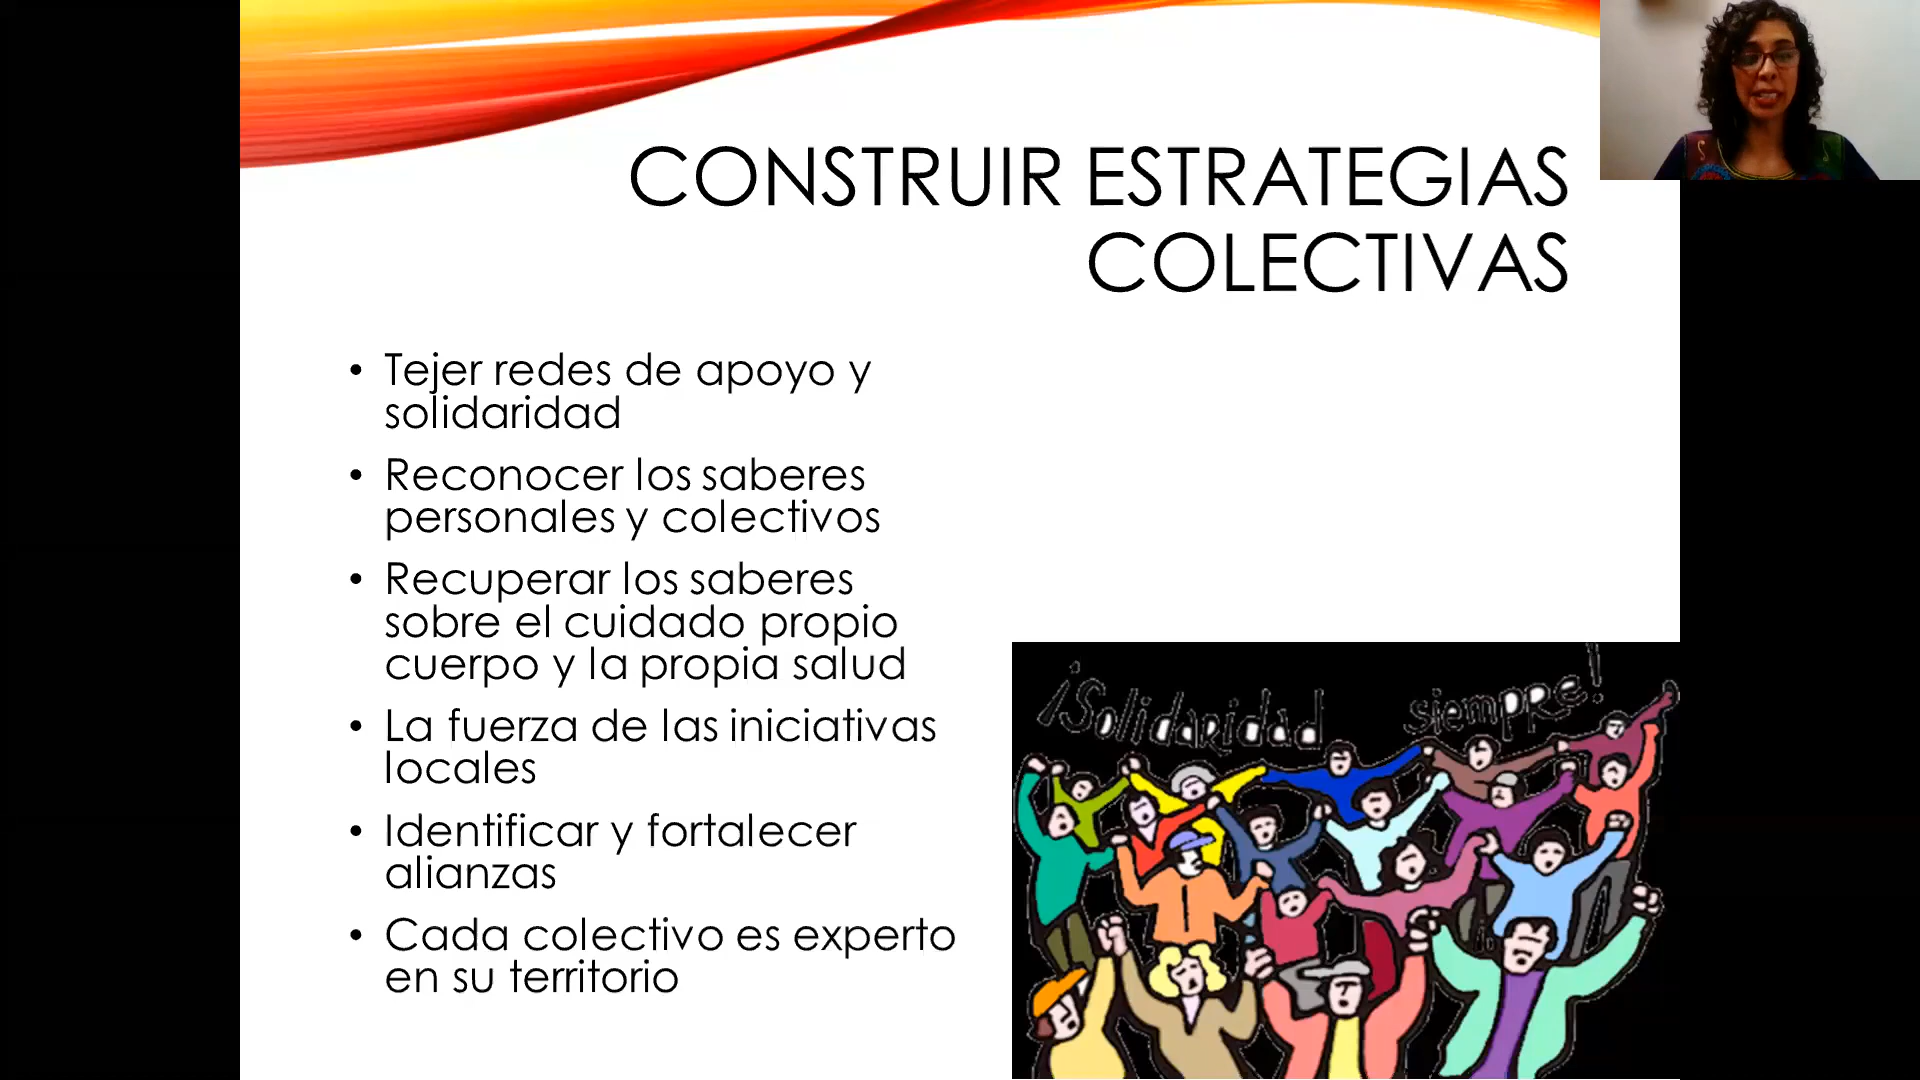 CONSTRUIR ESTRATEGIAS
COLECTIVAS
• Tejer redes de apoyo y
solidaridad
• Reconocer los saberes
personales y colectivos
• Recuperar los saberes
sobre el cuidado propio
cuerpo y la propia salud
• La fuerza de las iniciativas
locales
• Identificar y fortalecer
alianzas
• Cada colectivo es experto
en su territorio
¡Solidaridad siempre!